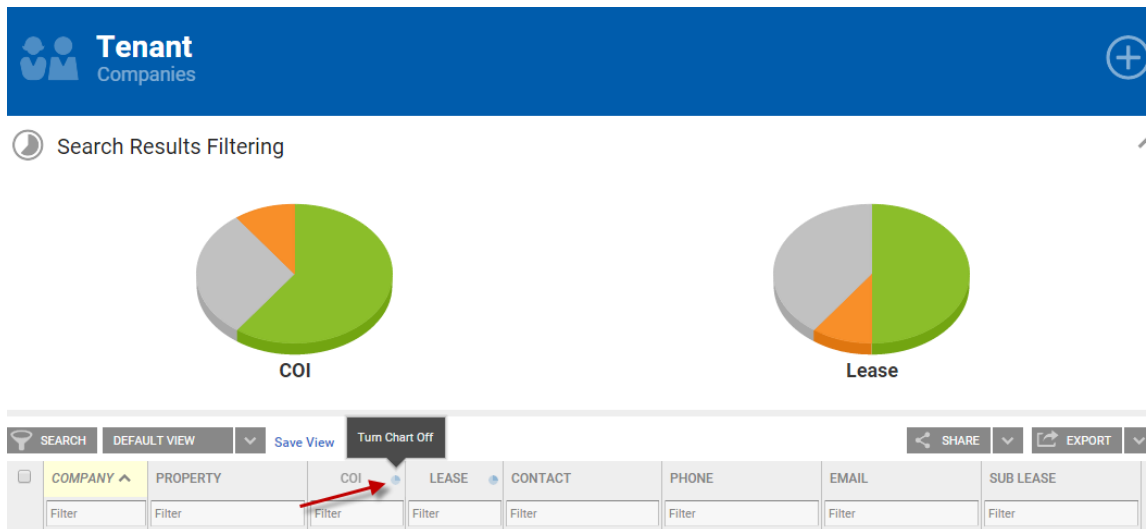 Tenant
Companies
Search Results Filtering
COI
Lease
SEARCH DEFAULT VIEW Save View Turn Chart Off SHARE EXPORT
COMPANY PROPERTY COI LEASE CONTACT PHONE EMAIL SUB LEASE
Filter Filter Filter Filter Filter Filter Filter Filter